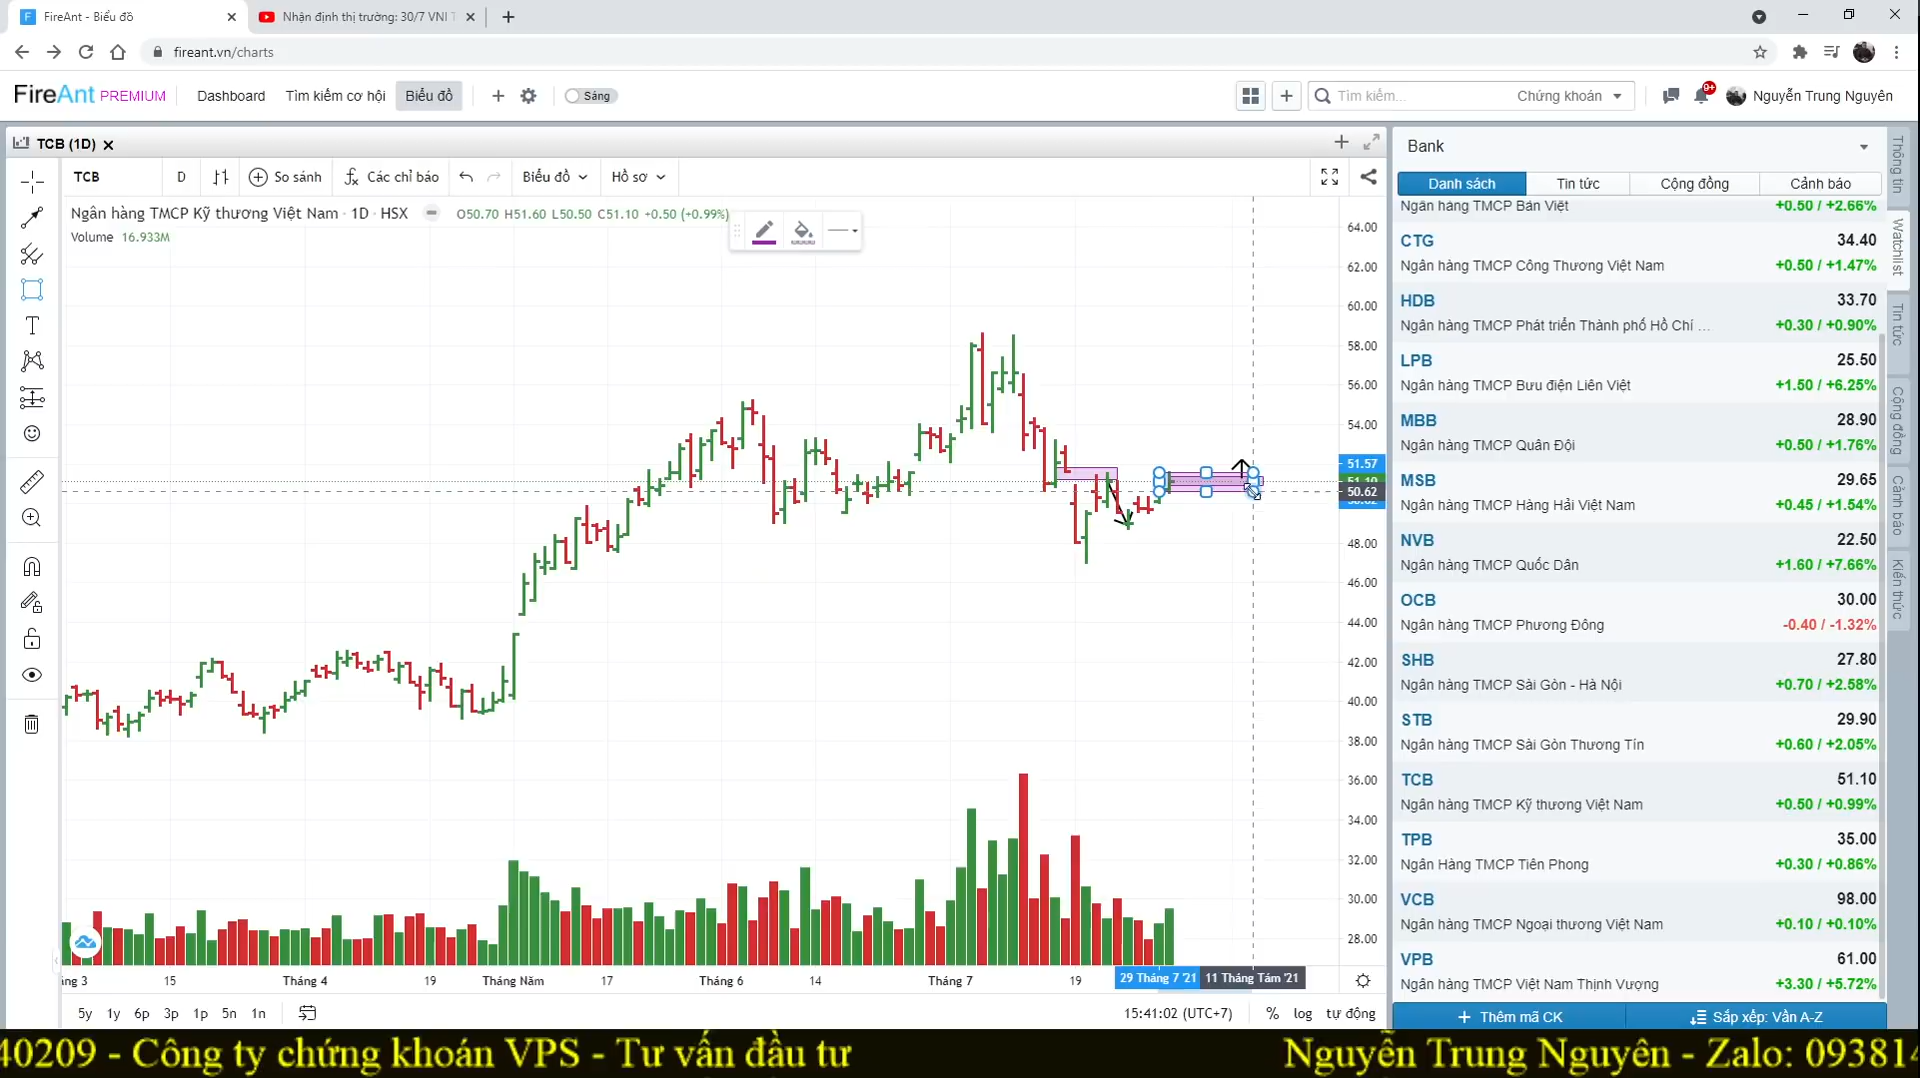 FireAnt - Biểu đồ
Nhận định thị trường: 30/7 VNI T
fireant.vn/charts
FireAnt PREMIUM
Dashboard
Tìm kiếm cơ hội
Biểu đồ
Sáng
Tìm kiếm...
Chứng khoán
9+
Nguyễn Trung Nguyên
TCB (1D)
TCB
D
So sánh
Các chỉ báo
Biểu đồ
Hồ sơ
Ngân hàng TMCP Kỹ thương Việt Nam · 1D · HSX
O50.70 H51.60 L50.50 C51.10 +0.50 (+0.99%)
Volume 16.933M
64.00
62.00
60.00
58.00
56.00
54.00
51.57
50.62
48.00
46.00
44.00
42.00
40.00
38.00
36.00
34.00
32.00
30.00
28.00
15
Tháng 4
19
Tháng Năm
17
Tháng 6
14
Tháng 7
19
29 Tháng 7 '21
11 Tháng Tám '21
5y
1y
6p
3p
1p
5n
1n
15:41:02 (UTC+7)
%
log
tự động
Bank
Danh sách
Tin tức
Cộng đồng
Cảnh báo
Ngân hàng TMCP Bản Việt +0.50 / +2.66%
CTG 34.40
Ngân hàng TMCP Công Thương Việt Nam +0.50 / +1.47%
HDB 33.70
Ngân hàng TMCP Phát triển Thành phố Hồ Chí ... +0.30 / +0.90%
LPB 25.50
Ngân hàng TMCP Bưu điện Liên Việt +1.50 / +6.25%
MBB 28.90
Ngân hàng TMCP Quân Đội +0.50 / +1.76%
MSB 29.65
Ngân hàng TMCP Hàng Hải Việt Nam +0.45 / +1.54%
NVB 22.50
Ngân hàng TMCP Quốc Dân +1.60 / +7.66%
OCB 30.00
Ngân hàng TMCP Phương Đông -0.40 / -1.32%
SHB 27.80
Ngân hàng TMCP Sài Gòn - Hà Nội +0.70 / +2.58%
STB 29.90
Ngân hàng TMCP Sài Gòn Thương Tín +0.60 / +2.05%
TCB 51.10
Ngân hàng TMCP Kỹ thương Việt Nam +0.50 / +0.99%
TPB 35.00
Ngân Hàng TMCP Tiên Phong +0.30 / +0.86%
VCB 98.00
Ngân hàng TMCP Ngoại thương Việt Nam +0.10 / +0.10%
VPB 61.00
Ngân hàng TMCP Việt Nam Thịnh Vượng +3.30 / +5.72%
Thêm mã CK
Sắp xếp: Vần A-Z
Thông tin
Watchlist
Tin tức
Cộng đồng
Cảnh báo
Kiến thức
40209 - Công ty chứng khoán VPS - Tư vấn đầu tư
Nguyễn Trung Nguyên - Zalo: 093814